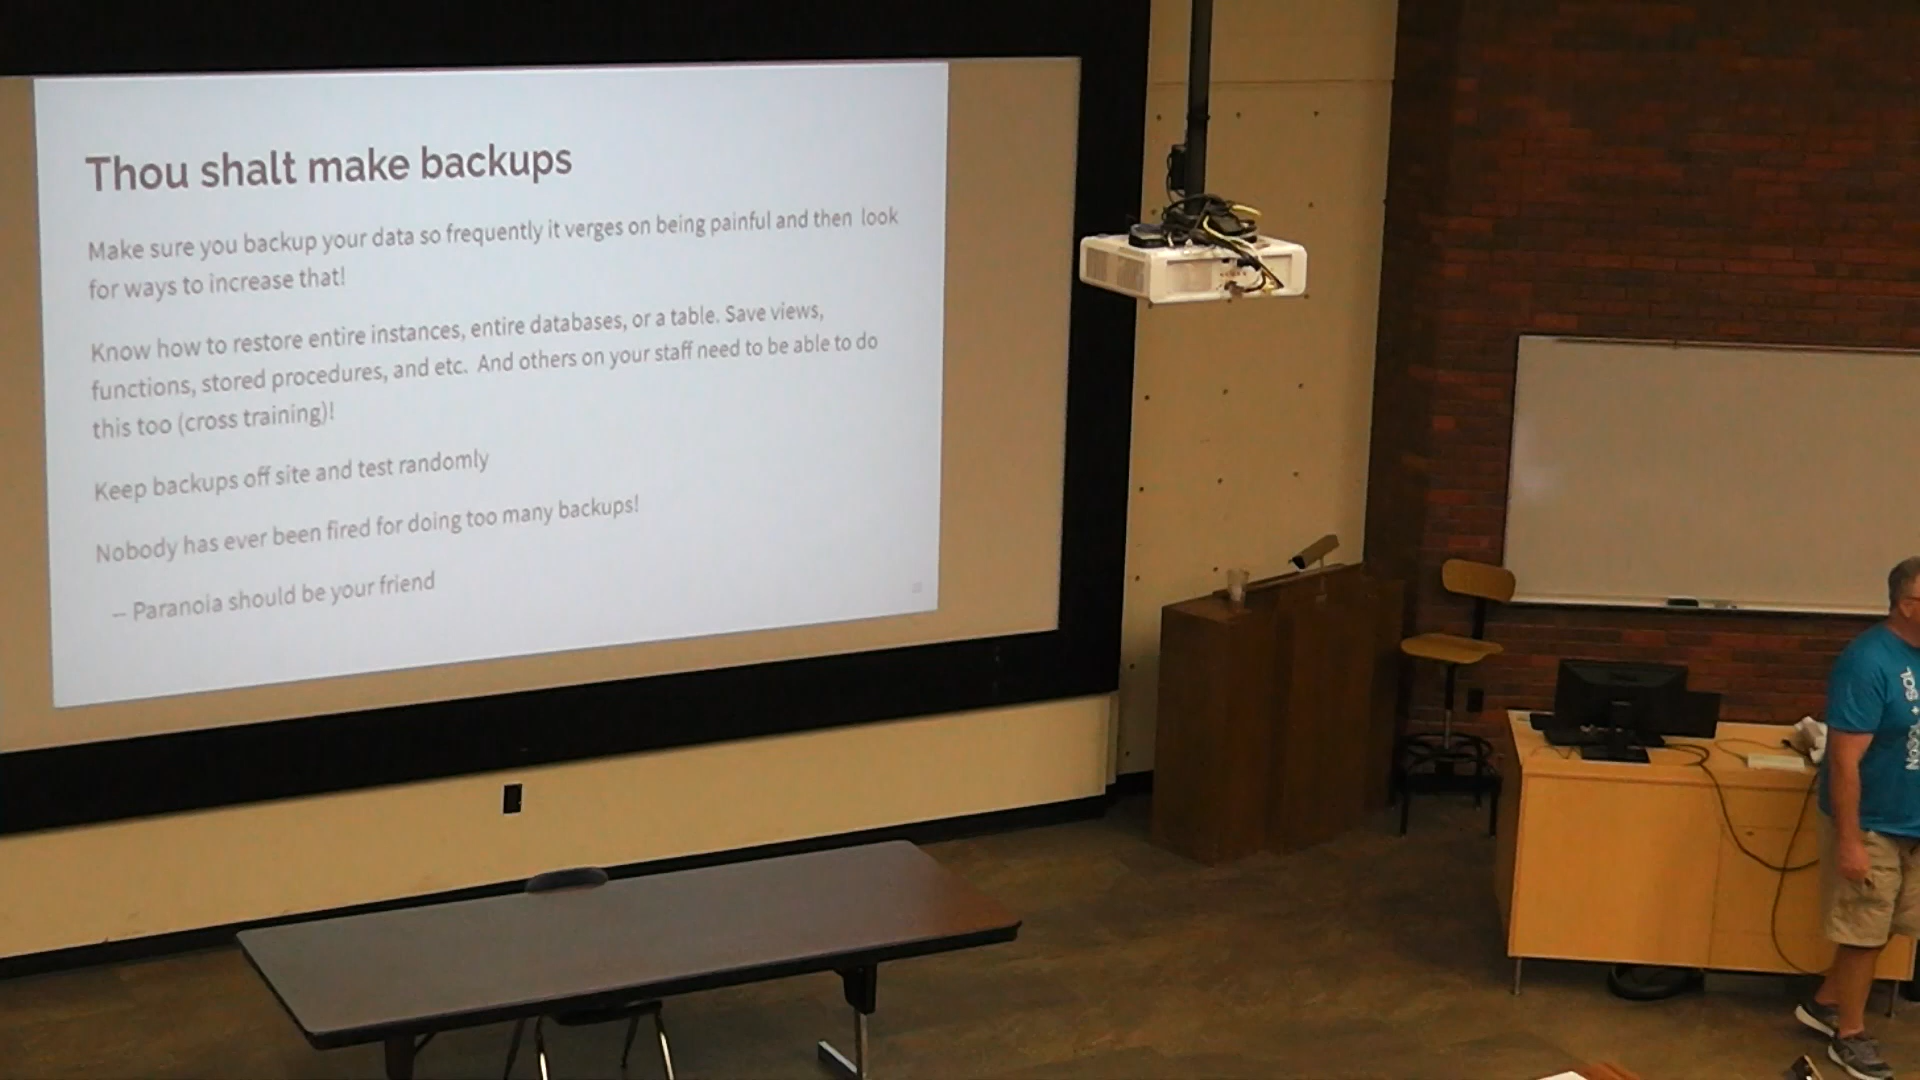 Thou shalt make backups
Make sure you backup your data so frequently it verges on being painful and then look
for ways to increase that!
Know how to restore entire instances, entire databases, or a table. Save views,
functions, stored procedures, and etc. And others on your staff need to be able to do
this too (cross training)!
Keep backups off site and test randomly
Nobody has ever been fired for doing too many backups!
-- Paranoia should be your friend
NoSQL + SQL